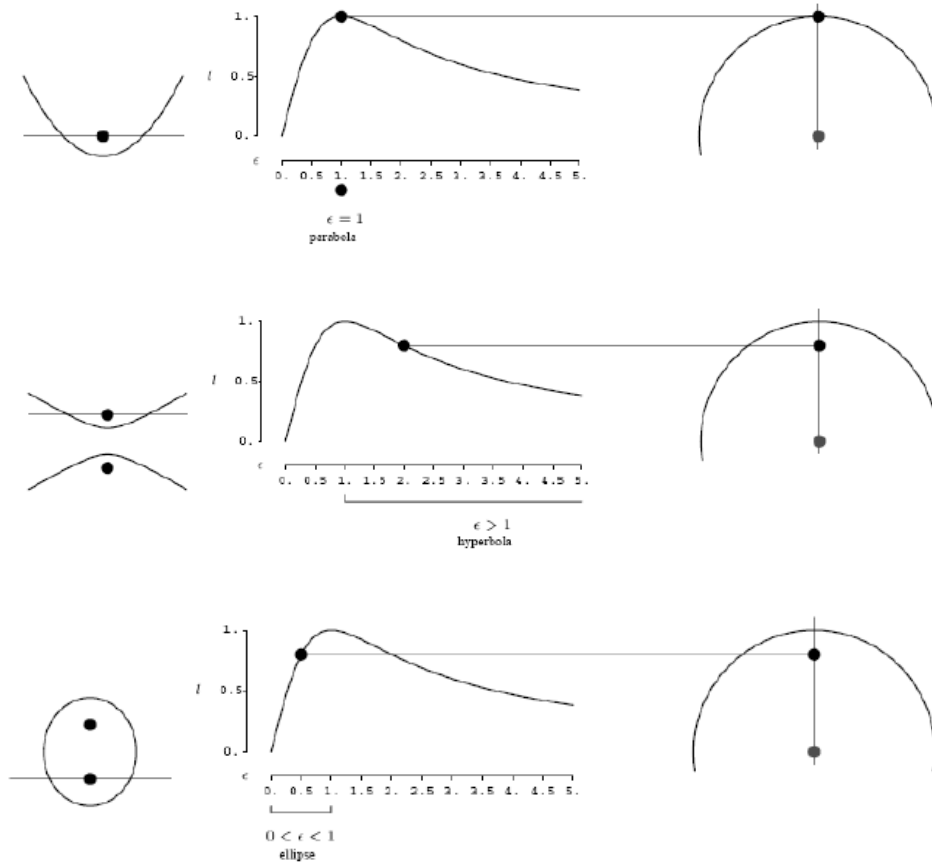 1.
l 0.5
0.
ϵ
0. 0.5 1. 1.5 2. 2.5 3. 3.5 4. 4.5 5.
ϵ = 1
parabola
1.
l 0.5
0.
ϵ
0. 0.5 1. 1.5 2. 2.5 3. 3.5 4. 4.5 5.
ϵ > 1
hyperbola
1.
l 0.5
0.
ϵ
0. 0.5 1. 1.5 2. 2.5 3. 3.5 4. 4.5 5.
0 < ϵ < 1
ellipse